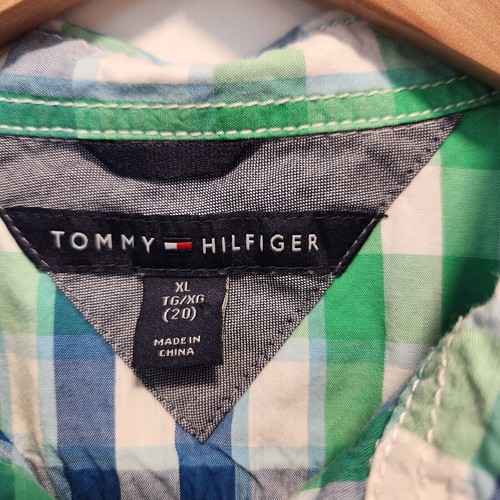 TOMMY HILFIGER
XL
TG/XG
(20)
MADE IN
CHINA